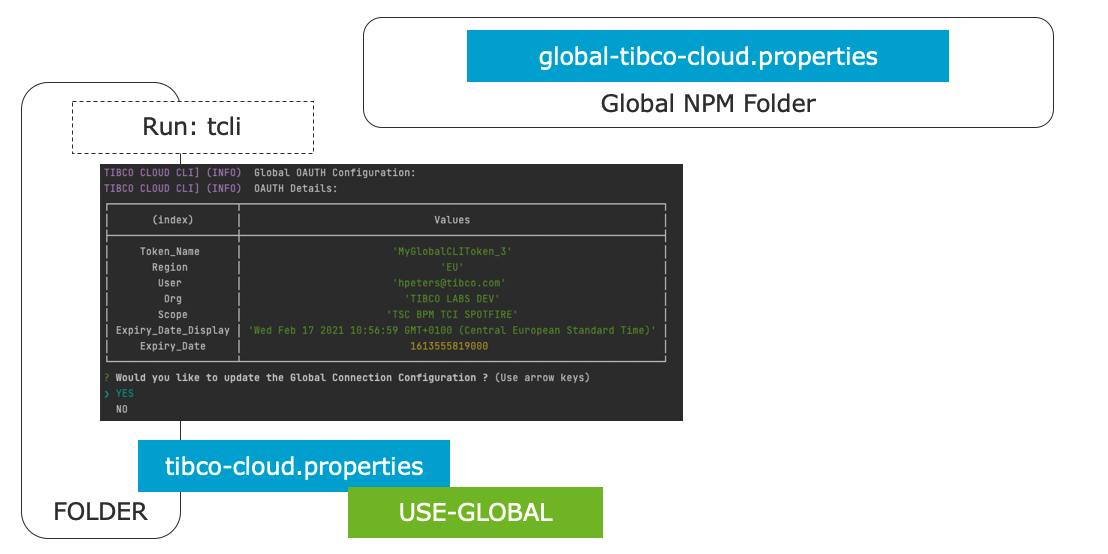 global-tibco-cloud.properties
Global NPM Folder
Run: tcli
TIBCO CLOUD CLI] (INFO) Global OAUTH Configuration:
TIBCO CLOUD CLI] (INFO) OAUTH Details:
(index) Values
Token_Name 'MyGlobalCLIToken_3'
Region 'EU'
User 'hpeters@tibco.com'
Org 'TIBCO LABS DEV'
Scope 'TSC BPM TCI SPOTFIRE'
Expiry_Date_Display 'Wed Feb 17 2021 10:56:59 GMT+0100 (Central European Standard Time)'
Expiry_Date 1613555819000
? Would you like to update the Global Connection Configuration ? (Use arrow keys)
❯ YES
NO
tibco-cloud.properties
FOLDER
USE-GLOBAL